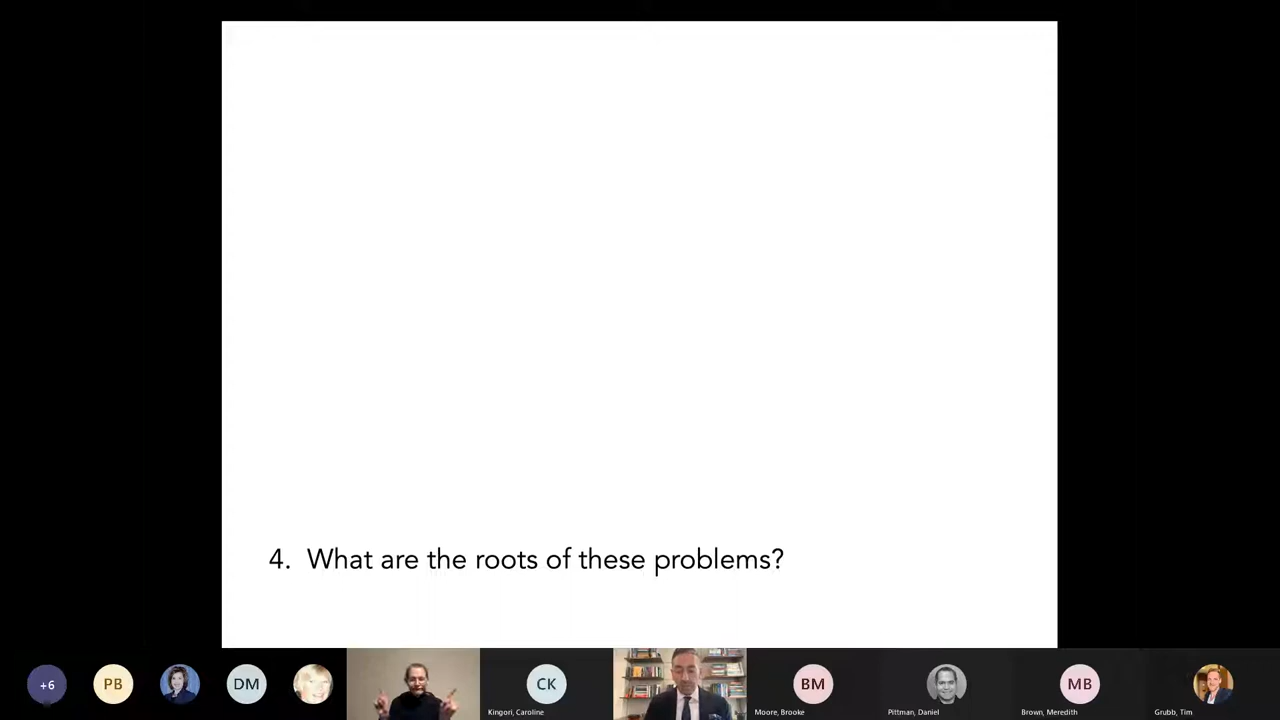 4. What are the roots of these problems?
+6
PB
DM
CK
Kingori, Caroline
BM
Moore, Brooke
Pittman, Daniel
MB
Brown, Meredith
Grubb, Tim